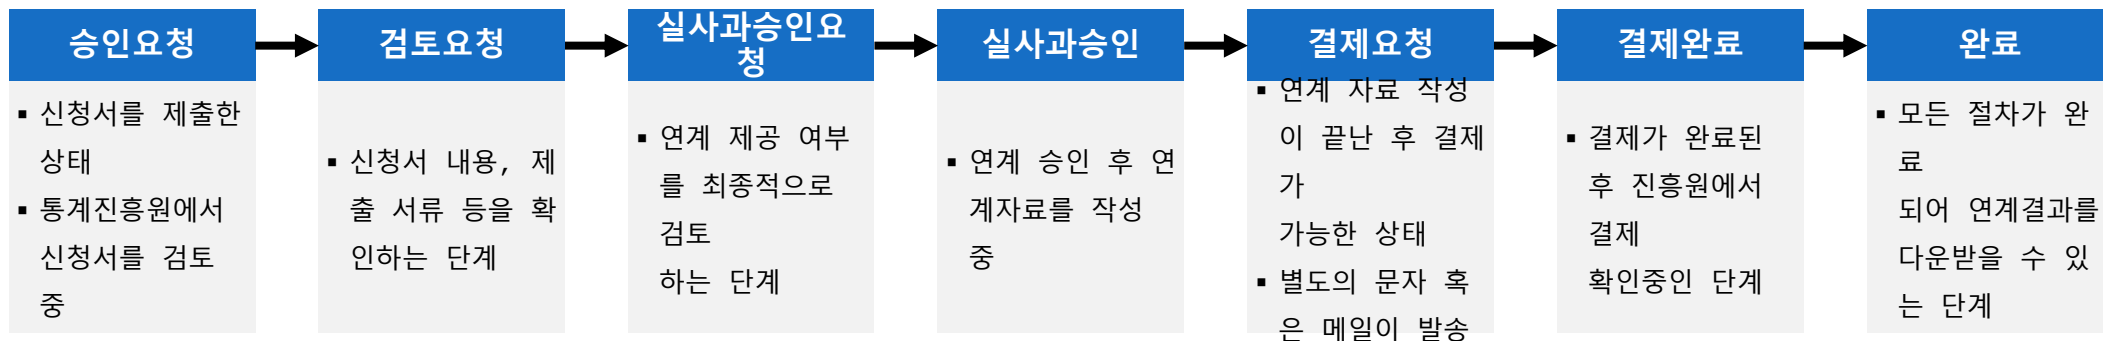 승인요청
▪ 신청서를 제출한
상태
▪ 통계진흥원에서
신청서를 검토
중
검토요청
▪ 신청서 내용, 제
출 서류 등을 확
인하는 단계
실사과승인요
청
▪ 연계 제공 여부
를 최종적으로
검토
하는 단계
실사과승인
▪ 연계 승인 후 연
계자료를 작성
중
결제요청
▪ 연계 자료 작성
이 끝난 후 결제
가
가능한 상태
▪ 별도의 문자 혹
은 메일이 발송
결제완료
▪ 결제가 완료된
후 진흥원에서
결제
확인중인 단계
완료
▪ 모든 절차가 완
료
되어 연계결과를
다운받을 수 있
는 단계